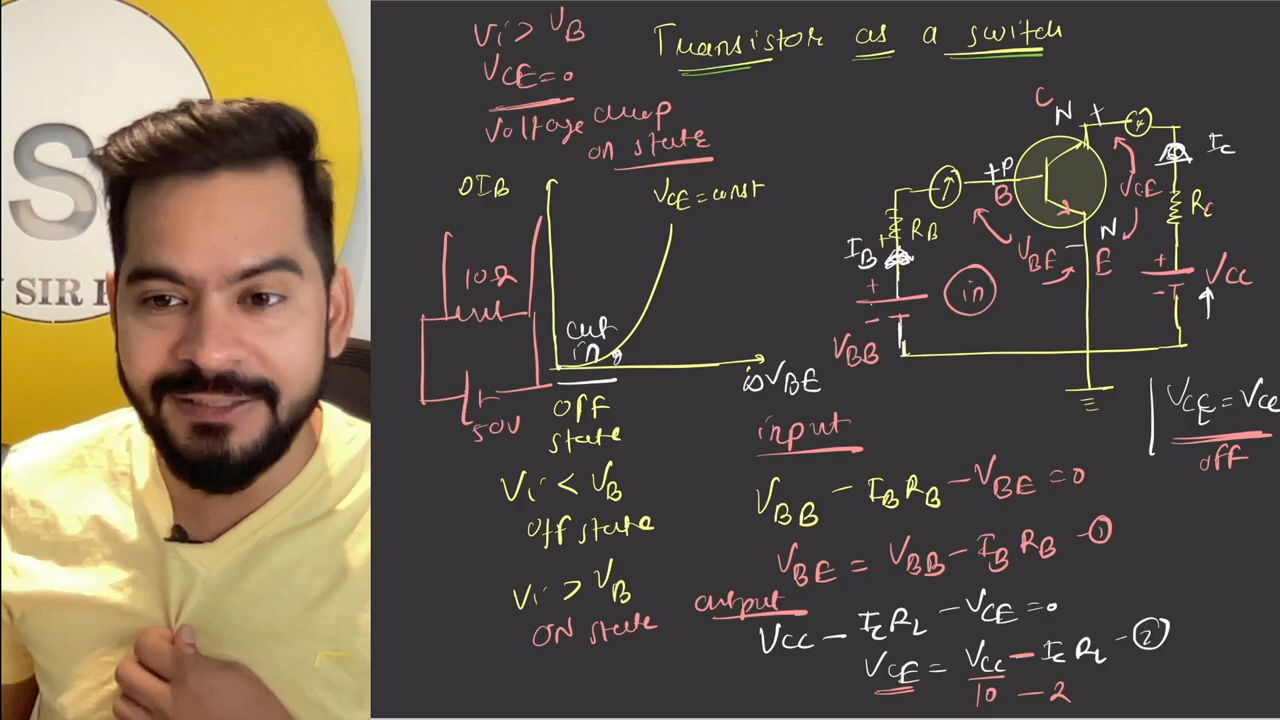 Transistor as a switch
Vi > VB
VCE = 0
Voltage drop
on state
DIB
VCE = const
10Ω
50V
cut
in
VBE
off
state
Vi < VB
off state
Vi > VB
ON state
C
N +
+P
B
RB
IB
+
+
-
VBB
in
VBE
-
N
E
VCE
IC
RC
+
-
VCC
input
VBB - IBRB - VBE = 0
VBE = VBB - IBRB - ①
output
VCC - ICRL - VCE = 0
VCE = VCC - ICRL - ②
10 - 2
off
S
SIR